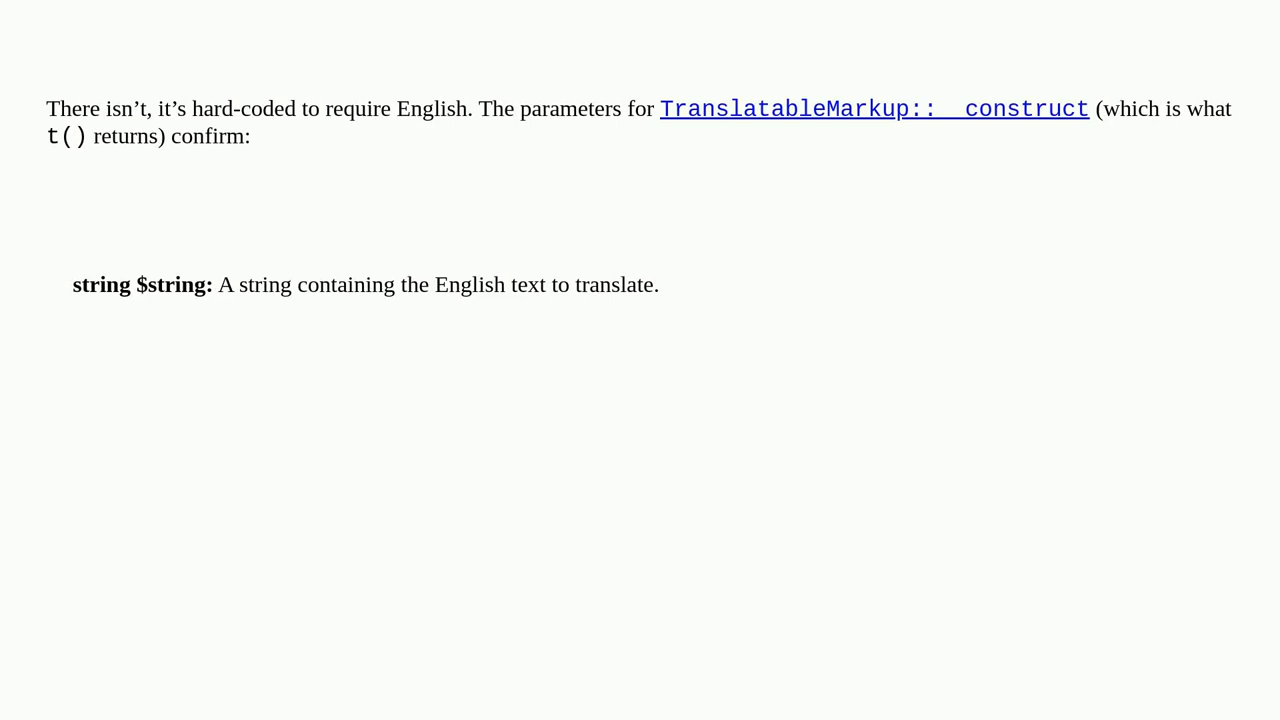 There isn’t, it’s hard-coded to require English. The parameters for TranslatableMarkup::__construct (which is what
t() returns) confirm:
string $string: A string containing the English text to translate.